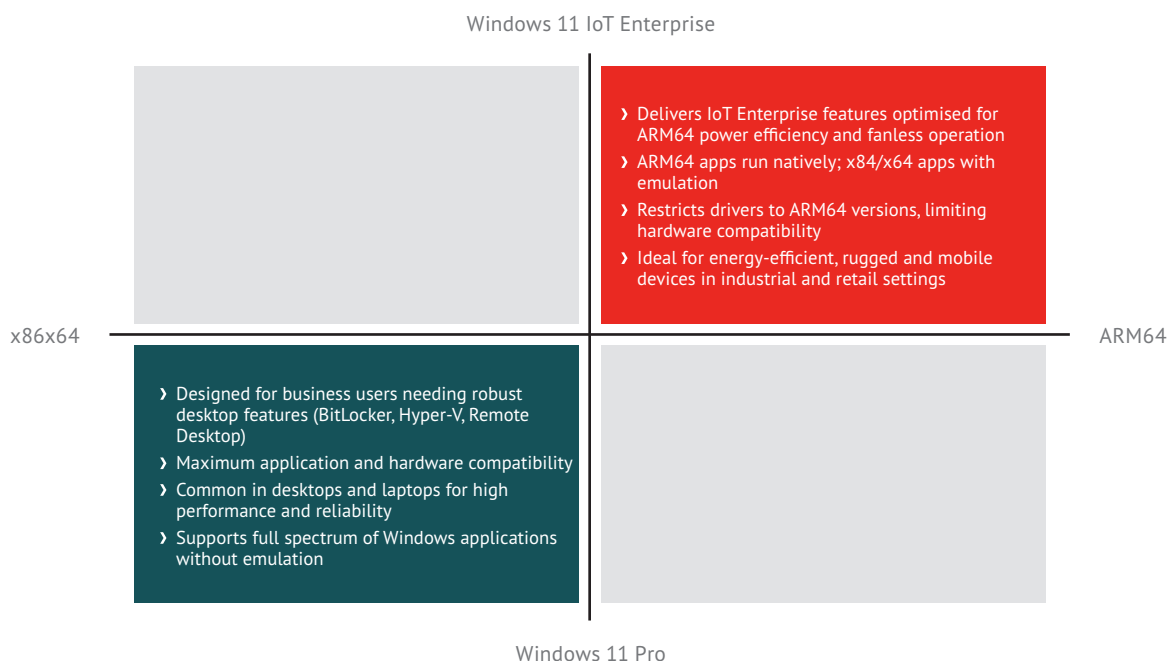 Windows 11 IoT Enterprise
❯ Delivers IoT Enterprise features optimised for
ARM64 power efficiency and fanless operation
❯ ARM64 apps run natively; x84/x64 apps with
emulation
❯ Restricts drivers to ARM64 versions, limiting
hardware compatibility
❯ Ideal for energy-efficient, rugged and mobile
devices in industrial and retail settings
x86x64
ARM64
❯ Designed for business users needing robust
desktop features (BitLocker, Hyper-V, Remote
Desktop)
❯ Maximum application and hardware compatibility
❯ Common in desktops and laptops for high
performance and reliability
❯ Supports full spectrum of Windows applications
without emulation
Windows 11 Pro